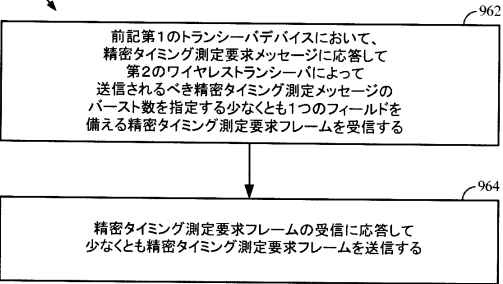 962
前記第1のトランシーバデバイスにおいて、
精密タイミング測定要求メッセージに応答して
第2のワイヤレストランシーバによって
送信されるべき精密タイミング測定メッセージの
バースト数を指定する少なくとも1つのフィールドを
備える精密タイミング測定要求フレームを受信する
964
精密タイミング測定要求フレームの受信に応答して
少なくとも精密タイミング測定要求フレームを送信する